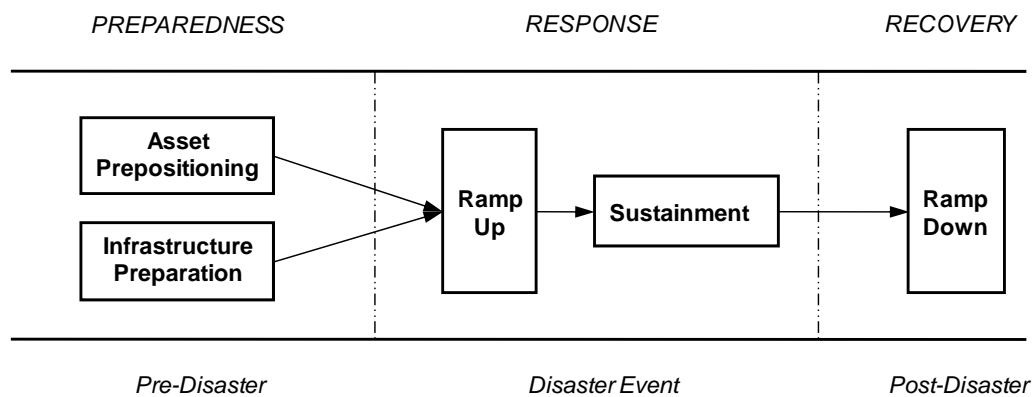 PREPAREDNESS
RESPONSE
RECOVERY
Asset
Prepositioning
Infrastructure
Preparation
Ramp
Up
Sustainment
Ramp
Down
Pre-Disaster
Disaster Event
Post-Disaster